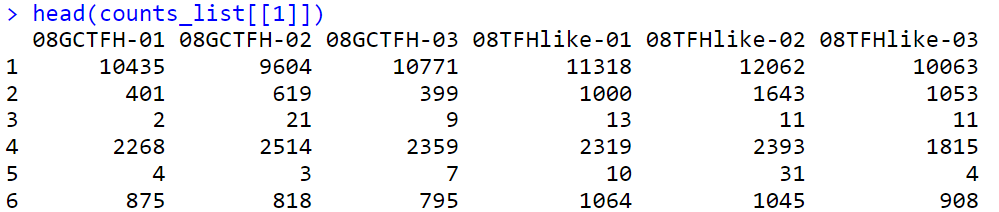 > head(counts_list[[1]])
  08GCTFH-01 08GCTFH-02 08GCTFH-03 08TFHlike-01 08TFHlike-02 08TFHlike-03
1      10435       9604      10771        11318        12062        10063
2        401        619        399         1000         1643         1053
3          2         21          9           13           11           11
4       2268       2514       2359         2319         2393         1815
5          4          3          7           10           31            4
6        875        818        795         1064         1045          908